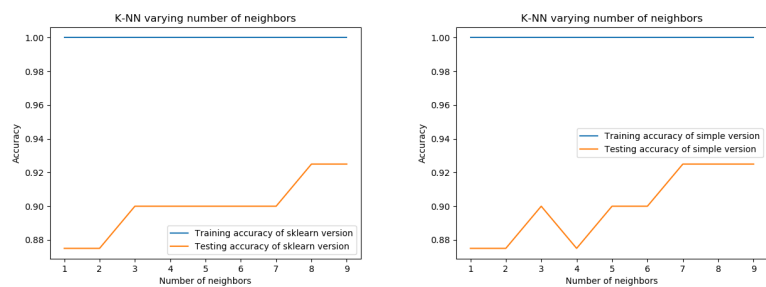 K-NN varying number of neighbors
1.00
0.98
0.96
0.94
0.92
0.90
0.88
Accuracy
Training accuracy of sklearn version
Testing accuracy of sklearn version
1 2 3 4 5 6 7 8 9
Number of neighbors
K-NN varying number of neighbors
1.00
0.98
0.96
0.94
0.92
0.90
0.88
Accuracy
Training accuracy of simple version
Testing accuracy of simple version
1 2 3 4 5 6 7 8 9
Number of neighbors